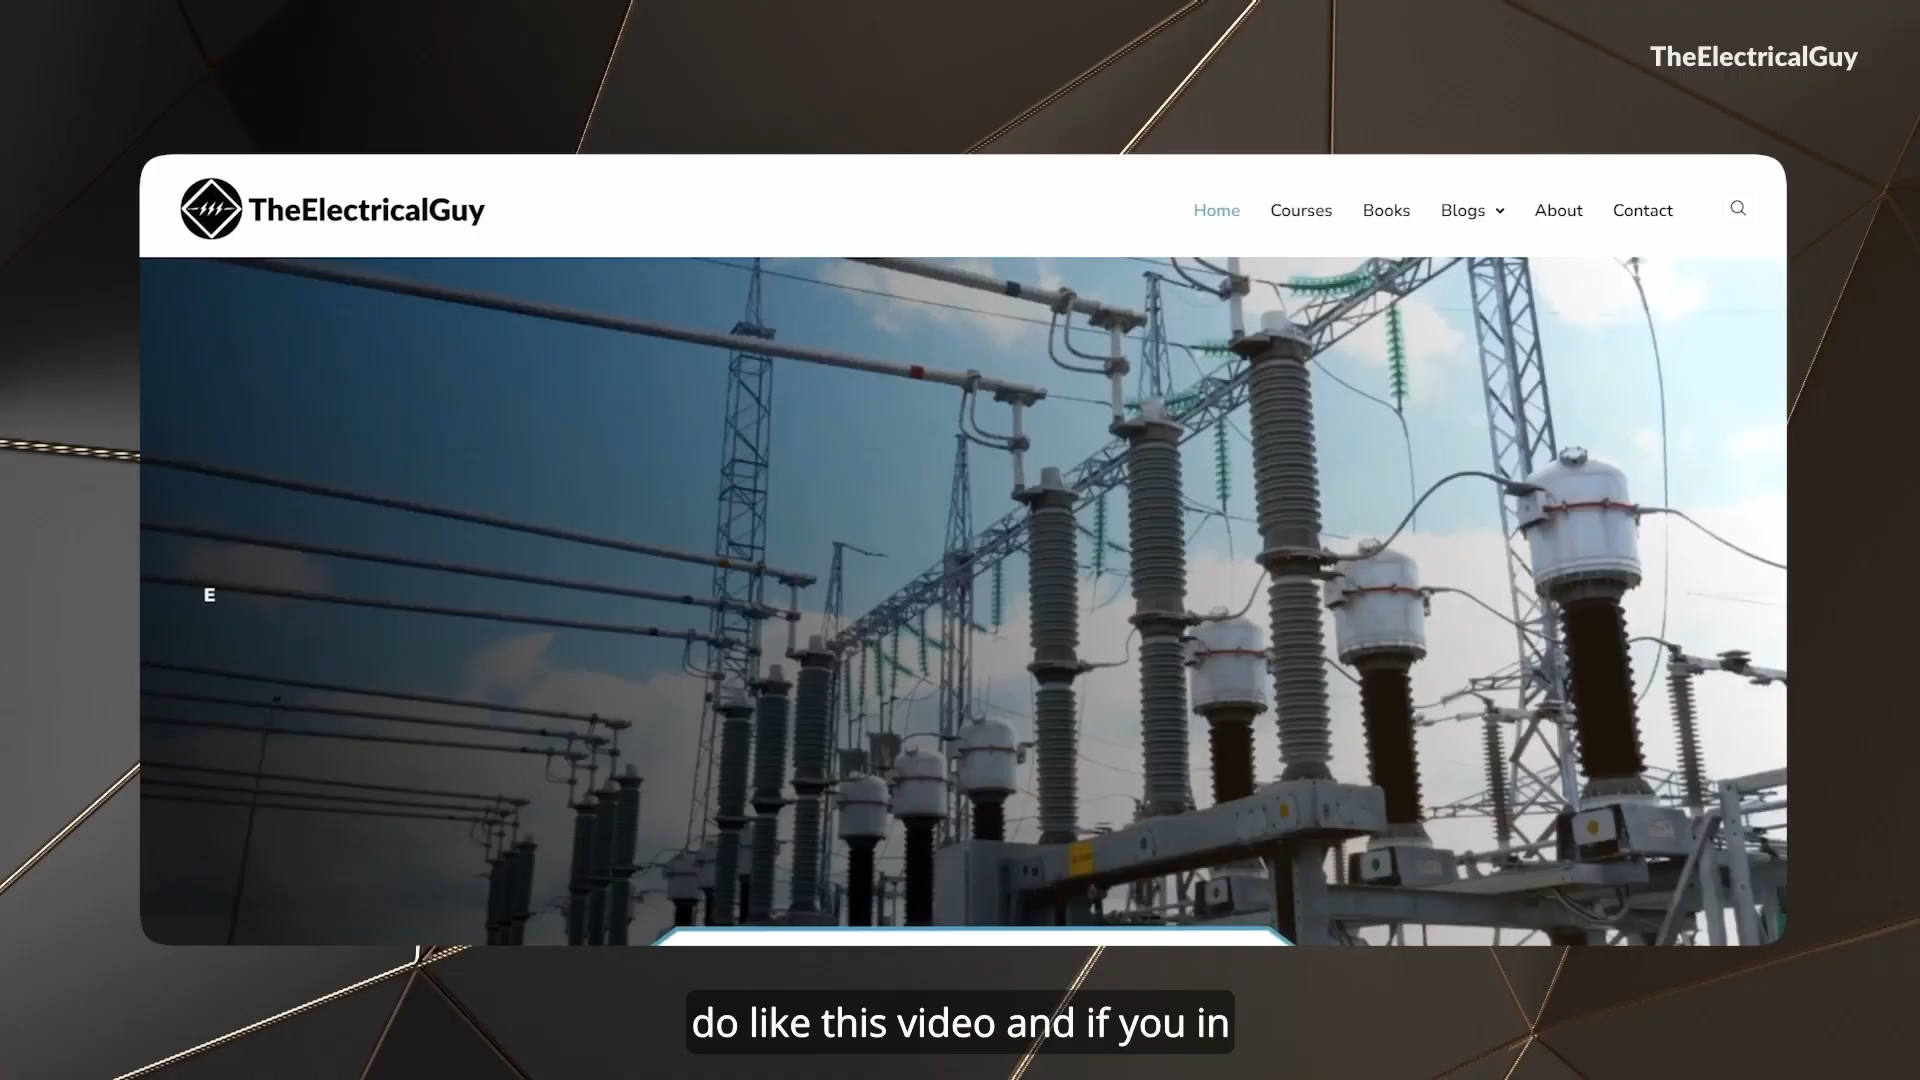 TheElectricalGuy
TheElectricalGuy
Home Courses Books Blogs About Contact
E
do like this video and if you in